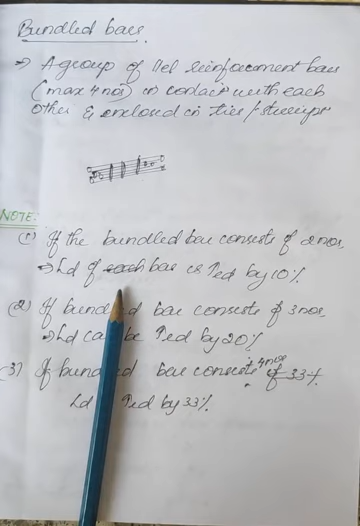 Bundled bars.
→ A group of llel reinforcement bars
(max 4 nos) in contact with each
other & enclosed in ties / stirrups
NOTE:
(1) If the bundled bar consists of 2 nos,
→ Ld of each bar is ↑ed by 10%.
(2) If bund d bar consists of 3 nos,
→ Ld ca be ↑ed by 20%
(3) If bund ed bar consists 4 nos of 33%
Ld ↑ed by 33%.